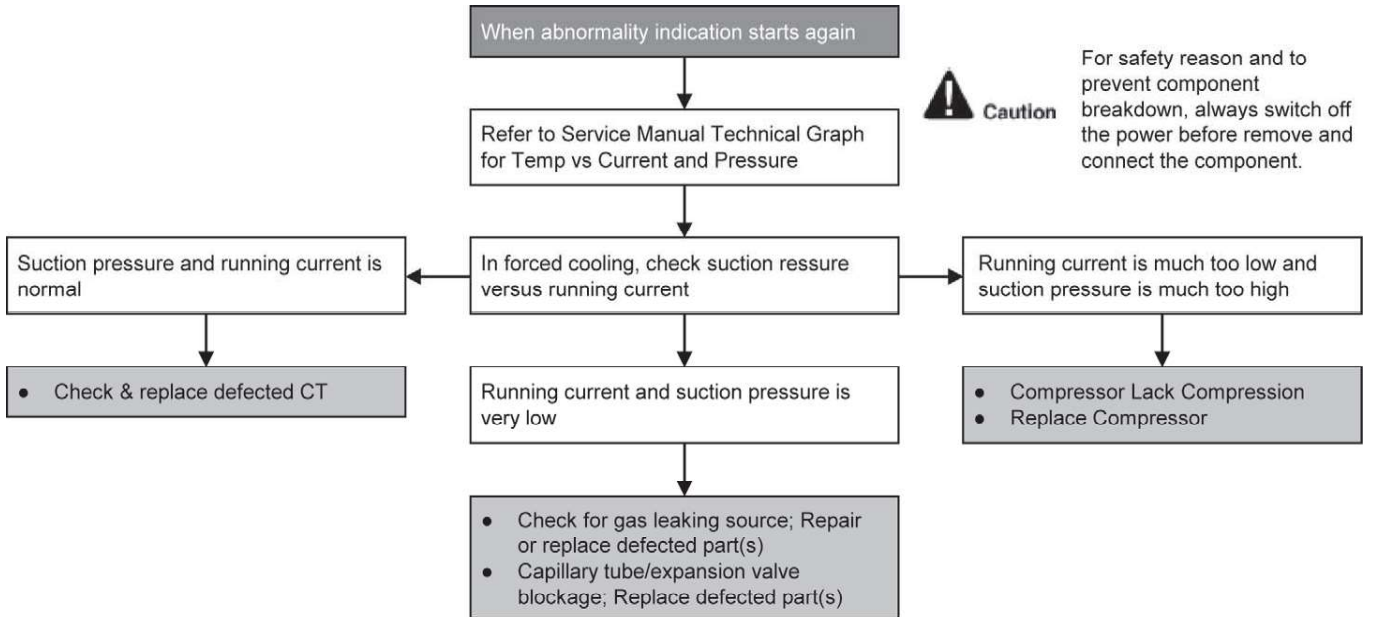 When abnormality indication starts again
Caution
For safety reason and to
prevent component
breakdown, always switch off
the power before remove and
connect the component.
Refer to Service Manual Technical Graph
for Temp vs Current and Pressure
Suction pressure and running current is
normal
In forced cooling, check suction ressure
versus running current
Running current is much too low and
suction pressure is much too high
● Check & replace defected CT
Running current and suction pressure is
very low
● Compressor Lack Compression
● Replace Compressor
● Check for gas leaking source; Repair
or replace defected part(s)
● Capillary tube/expansion valve
blockage; Replace defected part(s)